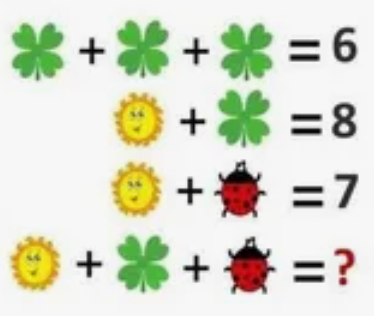 + + = 6
+ = 8
+ = 7
+ + = ?